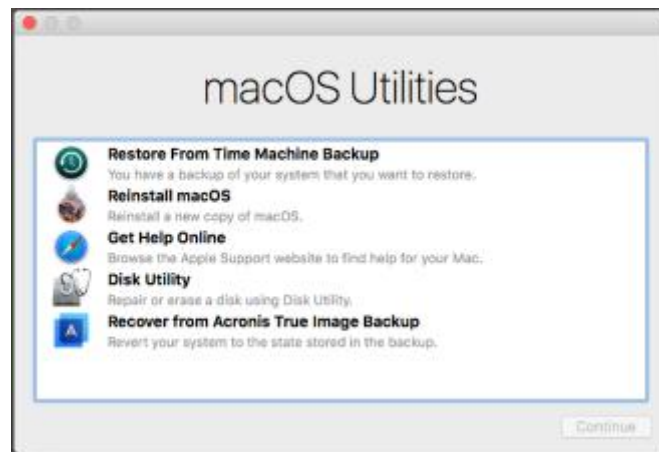 macOS Utilities
Restore From Time Machine Backup
You have a backup of your system that you want to restore.
Reinstall macOS
Reinstall a new copy of macOS.
Get Help Online
Browse the Apple Support website to find help for your Mac.
Disk Utility
Repair or erase a disk using Disk Utility.
Recover from Acronis True Image Backup
Revert your system to the state stored in the backup.
Continue